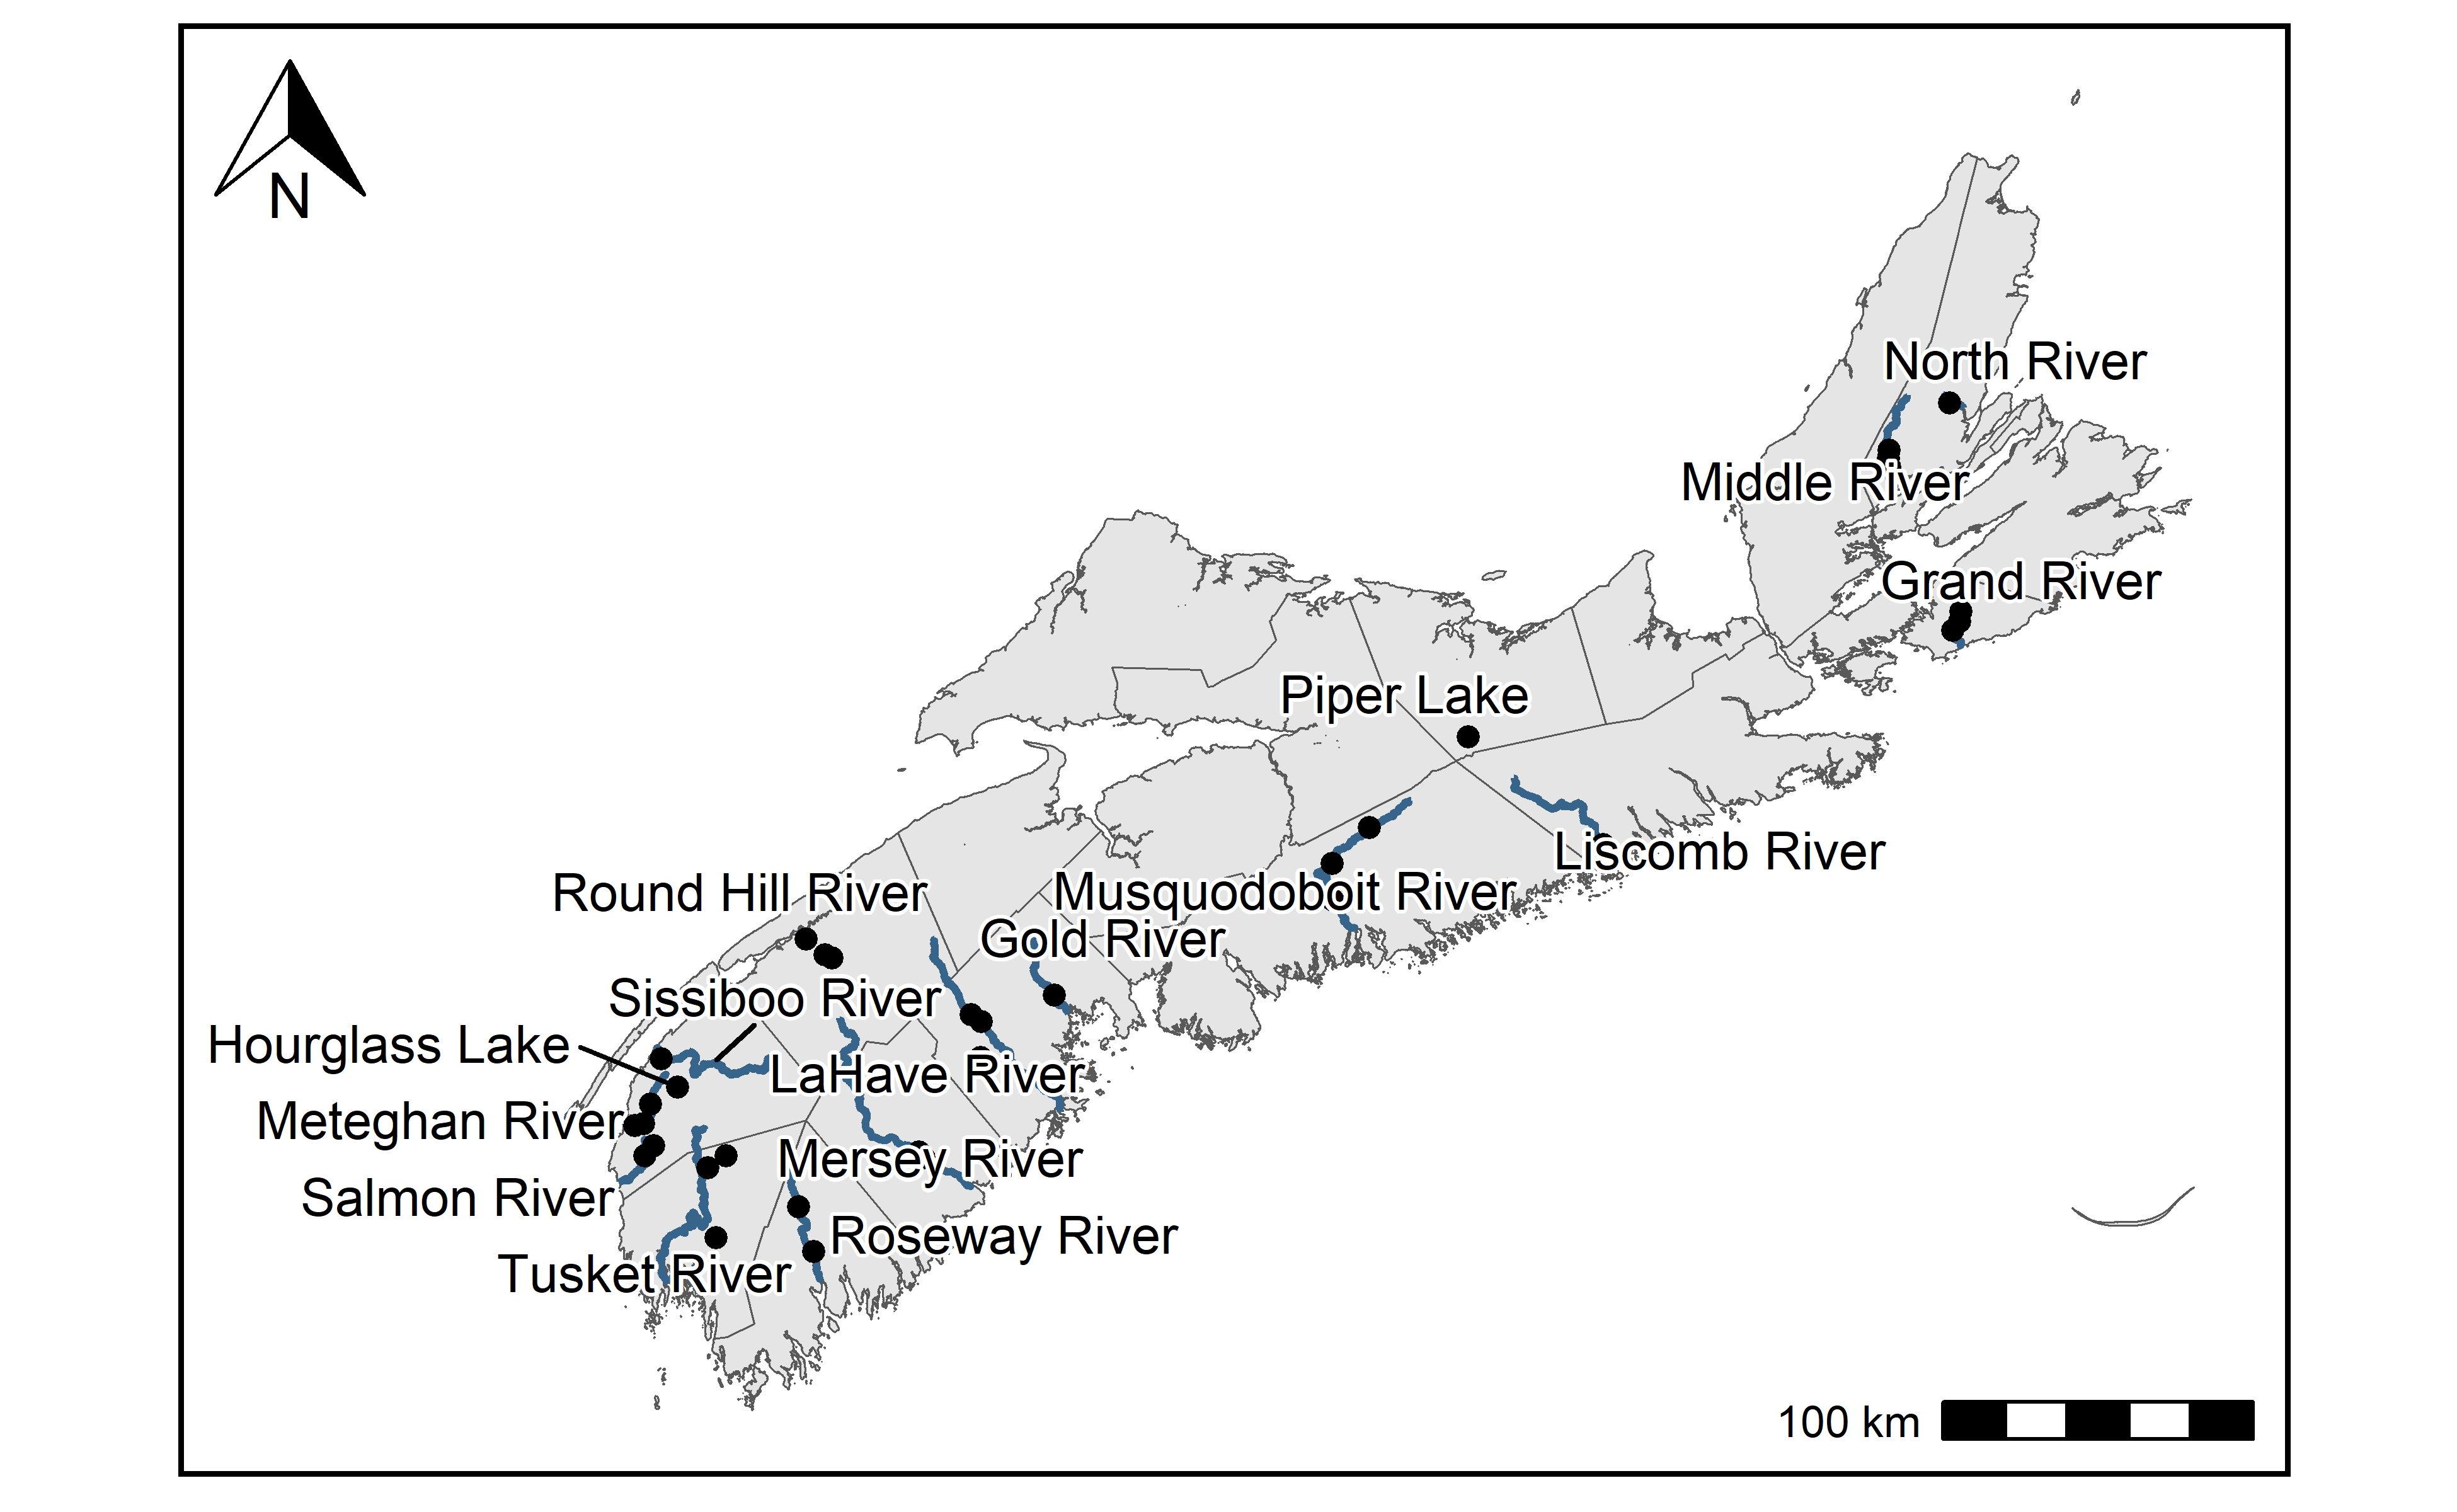 N
North River
Middle River
Grand River
Piper Lake
Liscomb River
Round Hill River
Musquodoboit River
Gold River
Sissiboo River
Hourglass Lake
LaHave River
Meteghan River
Mersey River
Salmon River
Roseway River
Tusket River
100 km